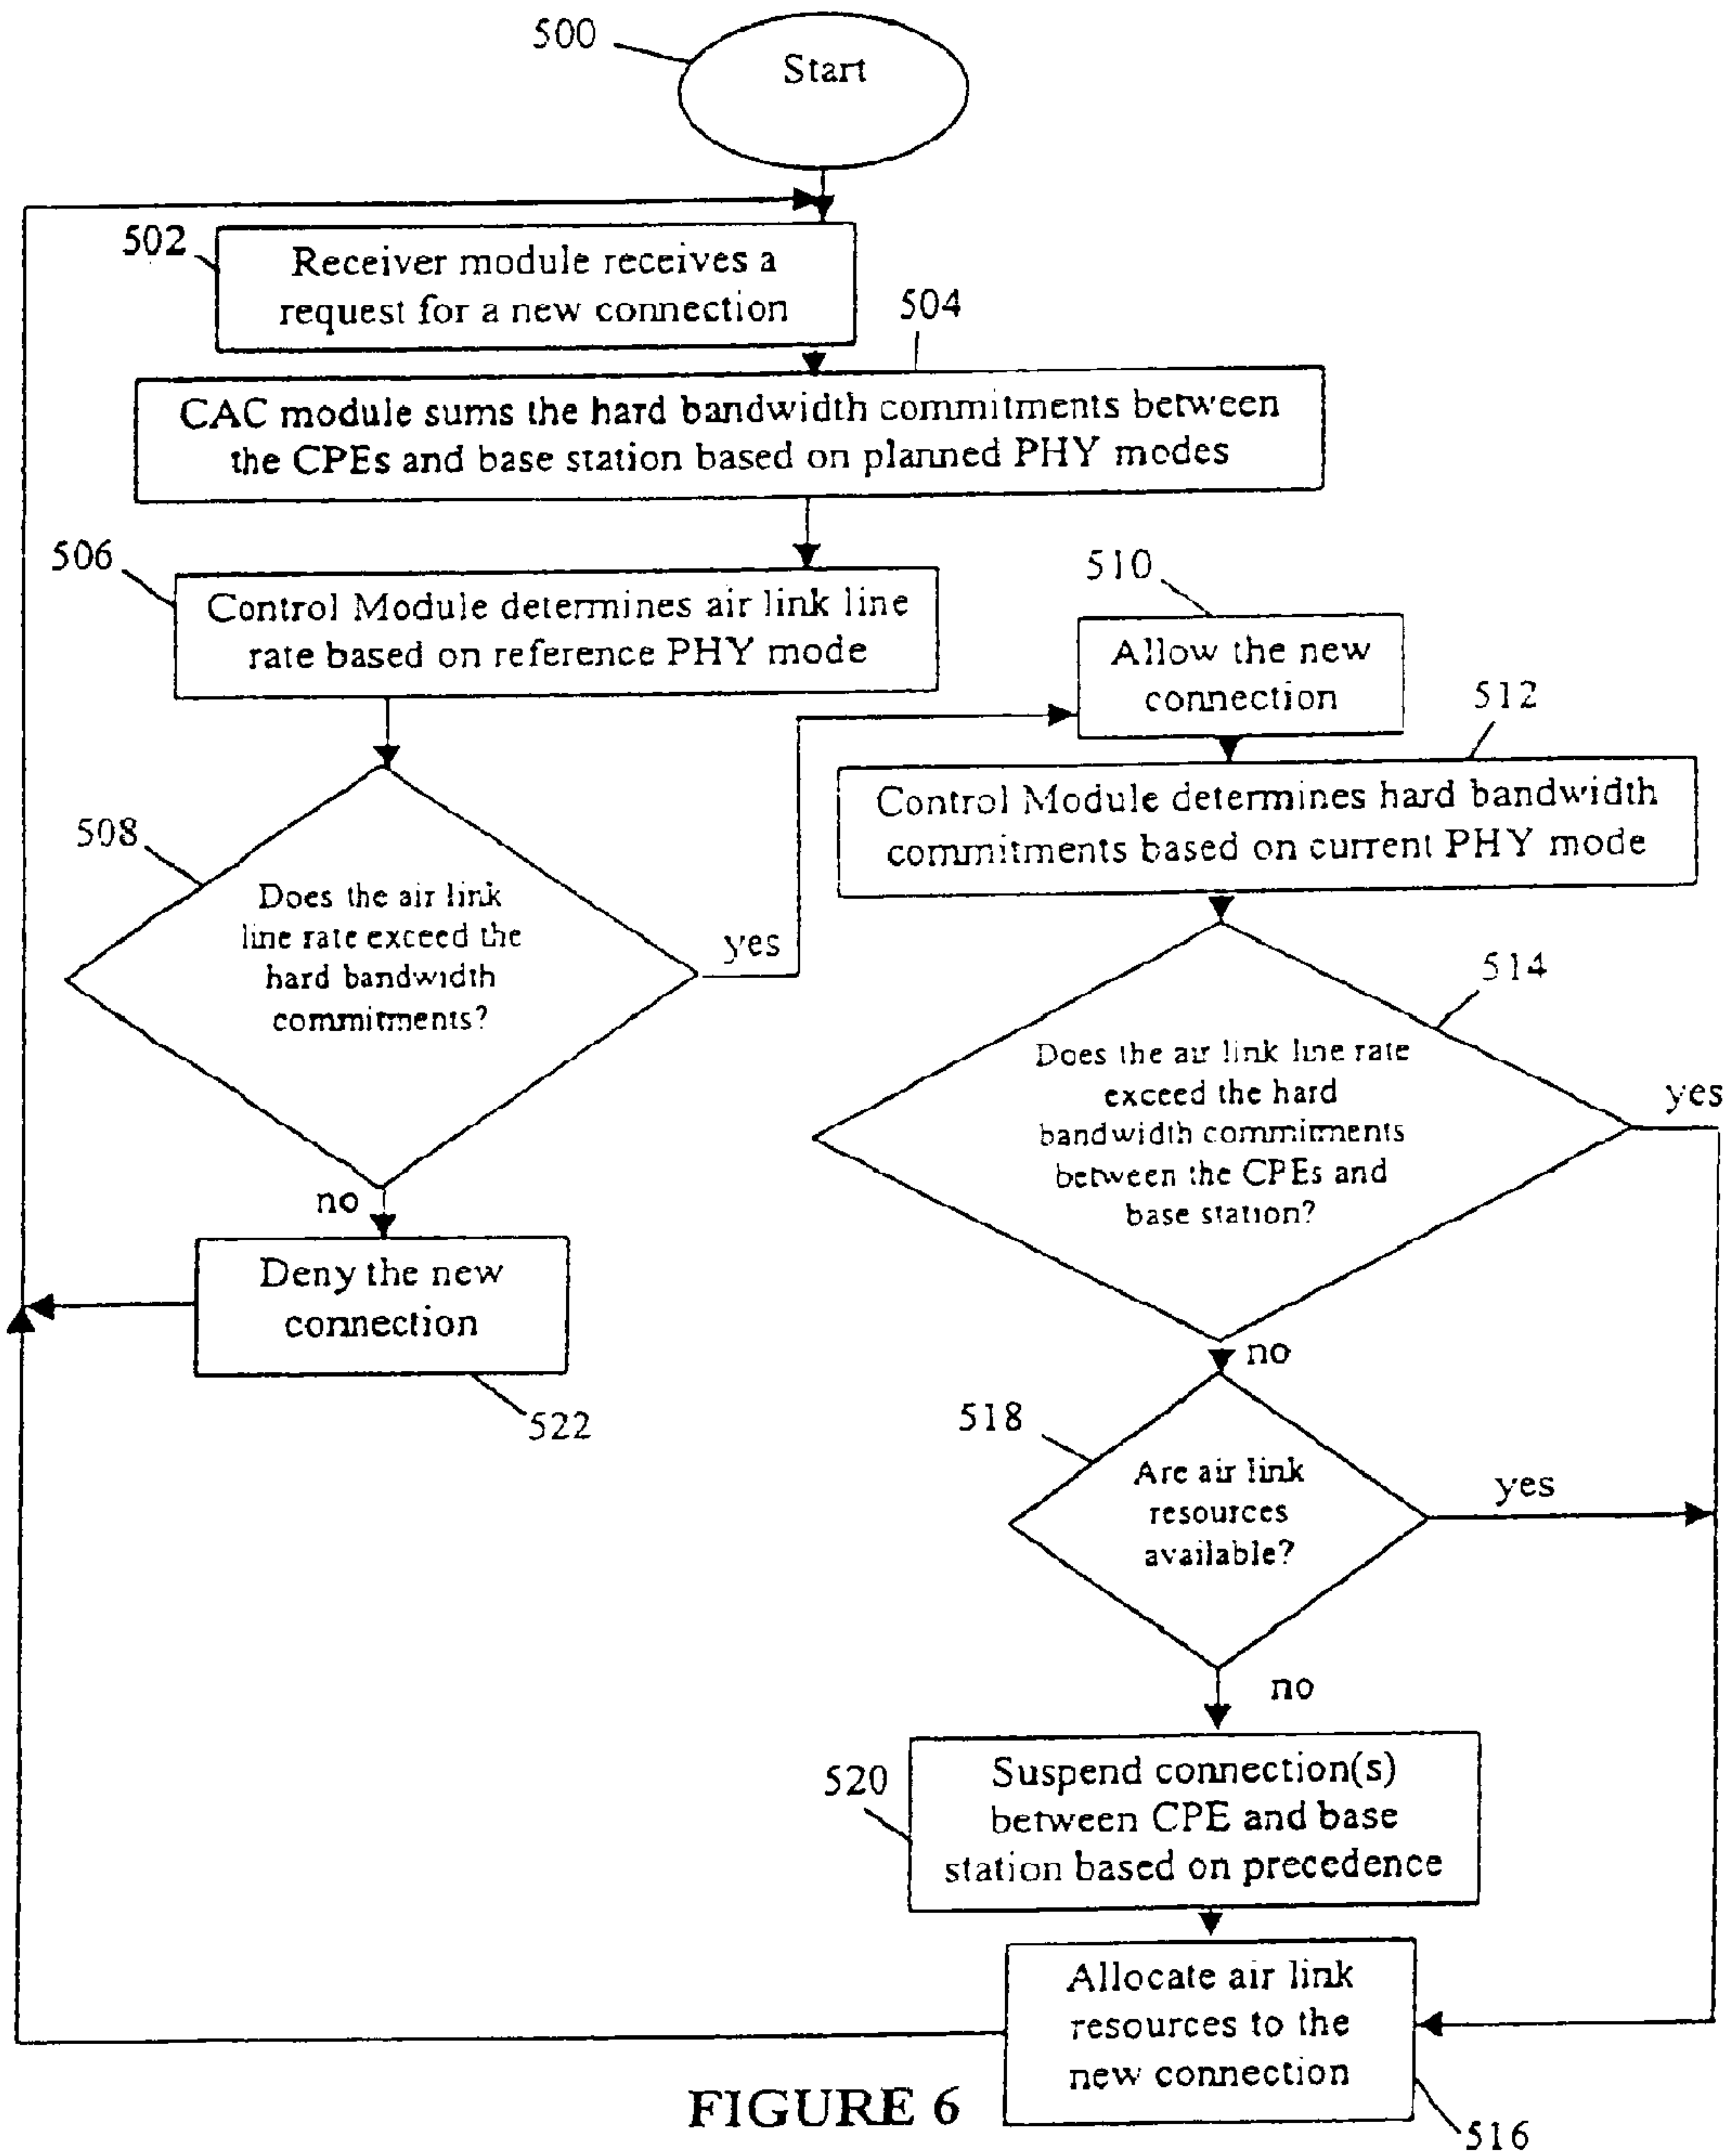 500
Start
502
Receiver module receives a
request for a new connection
504
CAC module sums the hard bandwidth commitments between
the CPEs and base station based on planned PHY modes
506
Control Module determines air link line
rate based on reference PHY mode
510
Allow the new
connection
512
Control Module determines hard bandwidth
commitments based on current PHY mode
508
Does the air link
line rate exceed the
hard bandwidth
commitments?
yes
no
514
Does the air link line rate
exceed the hard
bandwidth commitments
between the CPEs and
base station?
yes
no
Deny the new
connection
522
518
Are air link
resources
available?
yes
no
520
Suspend connection(s)
between CPE and base
station based on precedence
Allocate air link
resources to the
new connection
516
FIGURE 6